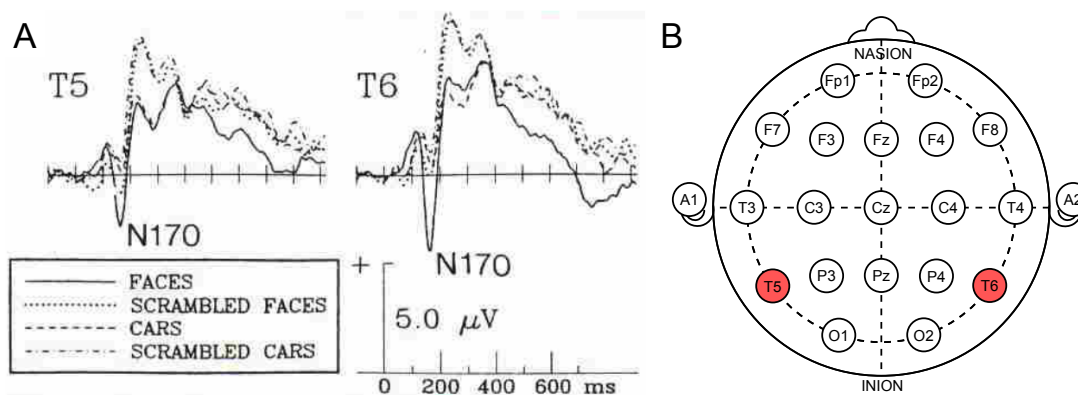 A
T5
T6
N170
N170
FACES
SCRAMBLED FACES
CARS
SCRAMBLED CARS
+
5.0 µV
0 200 400 600 ms
B
NASION
Fp1 Fp2
F7 F3 Fz F4 F8
A1 T3 C3 Cz C4 T4 A2
T5 P3 Pz P4 T6
O1 O2
INION